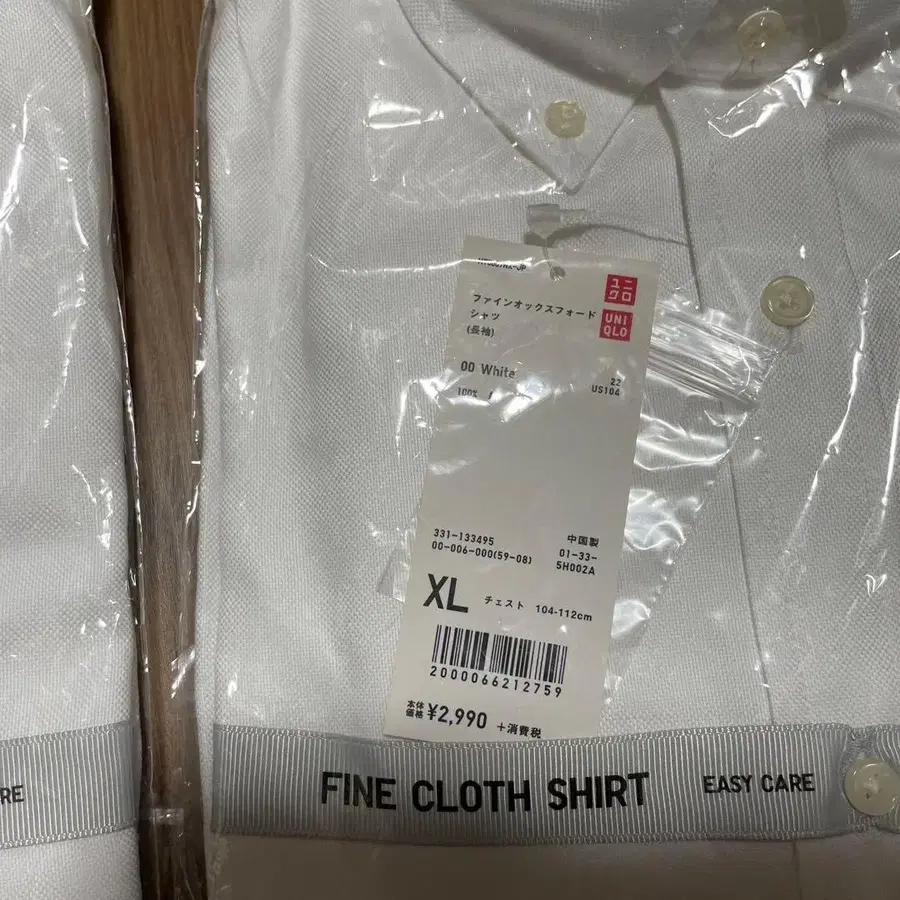 ファインオックスフォード
シャツ
(長袖)
ユニ
クロ
UNI
QLO
00 White
22
US104
100%
331-133495
00-006-000(59-08)
中国製
01-33-
5H002A
XL チェスト 104-112cm
2000066212759
本体
価格 ¥2,990 +消費税
FINE CLOTH SHIRT EASY CARE
RE